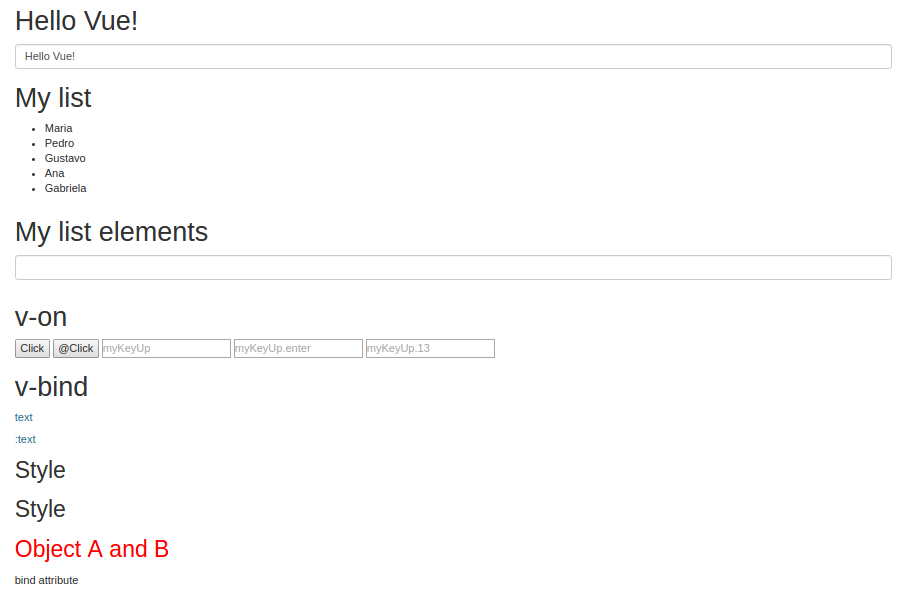 Hello Vue!
Hello Vue!
My list
Maria
Pedro
Gustavo
Ana
Gabriela
My list elements
v-on
Click @Click myKeyUp myKeyUp.enter myKeyUp.13
v-bind
text
:text
Style
Style
Object A and B
bind attribute